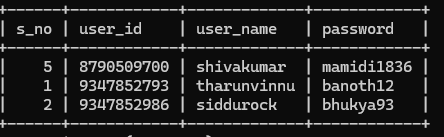 s_no | user_id | user_name | password
5 | 8790509700 | shivakumar | mamidi1836
1 | 9347852793 | tharunvinnu | banoth12
2 | 9347852986 | siddurock | bhukya93